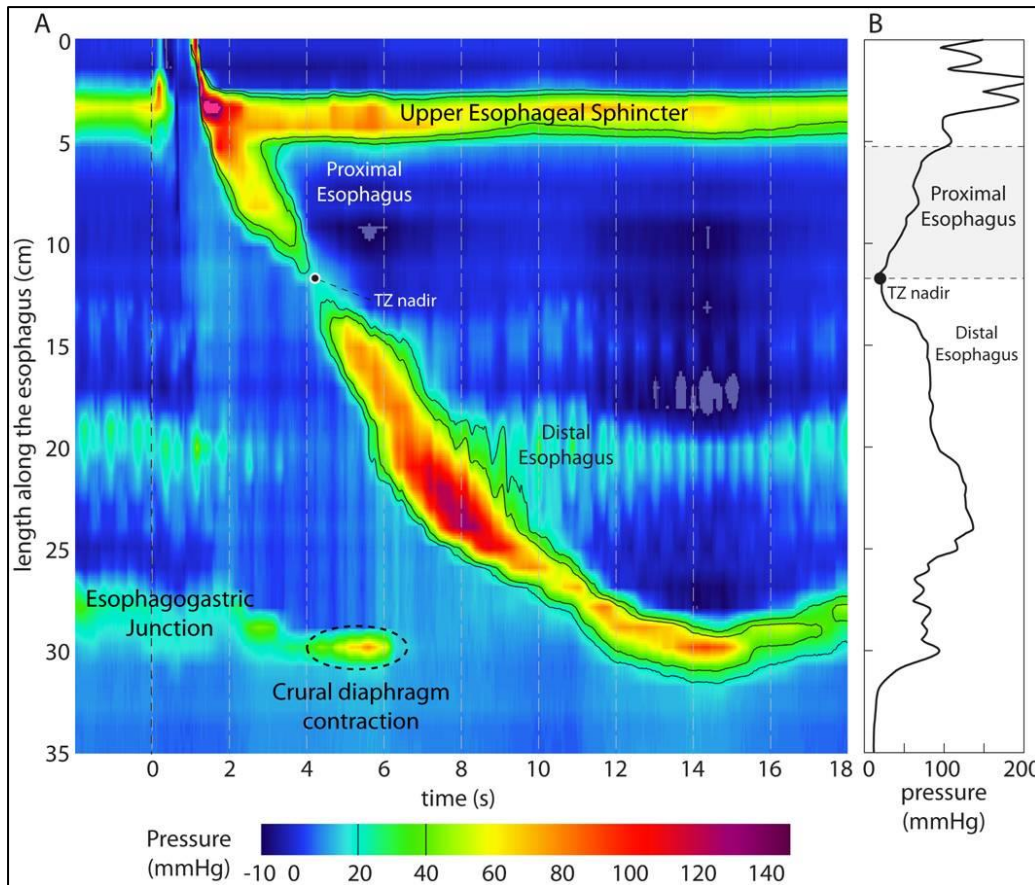 A
B
0
5
10
15
20
25
30
35
length along the esophagus (cm)
Upper Esophageal Sphincter
Proximal
Esophagus
TZ nadir
Distal
Esophagus
Esophagogastric
Junction
Crural diaphragm
contraction
0 2 4 6 8 10 12 14 16 18
time (s)
Proximal
Esophagus
TZ nadir
Distal
Esophagus
0 100 200
pressure
(mmHg)
Pressure
(mmHg)
-10 0 20 40 60 80 100 120 140